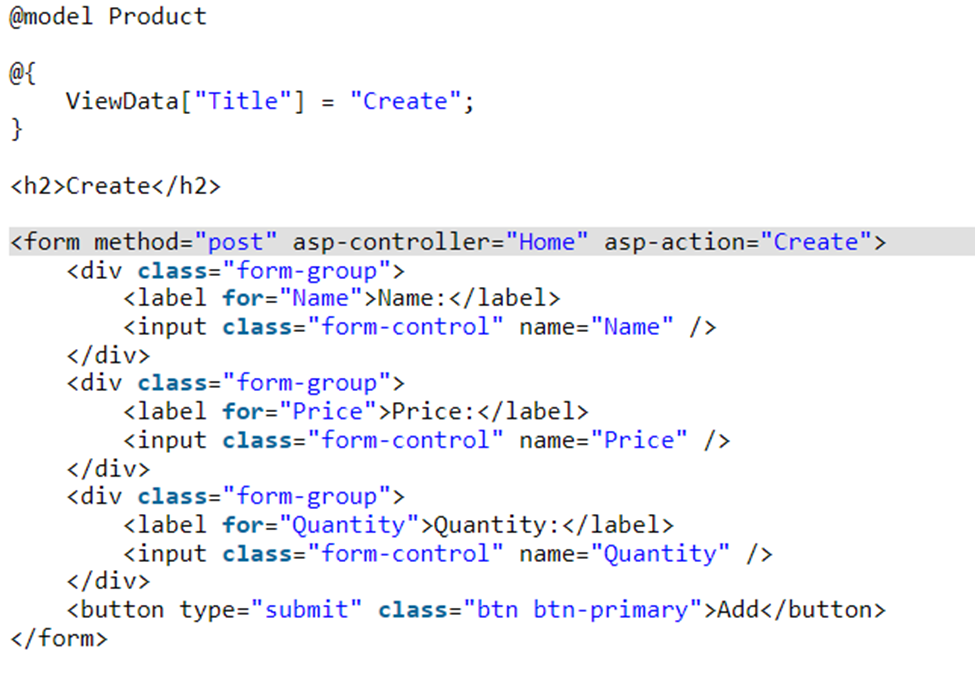 @model Product
@{
    ViewData["Title"] = "Create";
}
<h2>Create</h2>
<form method="post" asp-controller="Home" asp-action="Create">
    <div class="form-group">
        <label for="Name">Name:</label>
        <input class="form-control" name="Name" />
    </div>
    <div class="form-group">
        <label for="Price">Price:</label>
        <input class="form-control" name="Price" />
    </div>
    <div class="form-group">
        <label for="Quantity">Quantity:</label>
        <input class="form-control" name="Quantity" />
    </div>
    <button type="submit" class="btn btn-primary">Add</button>
</form>